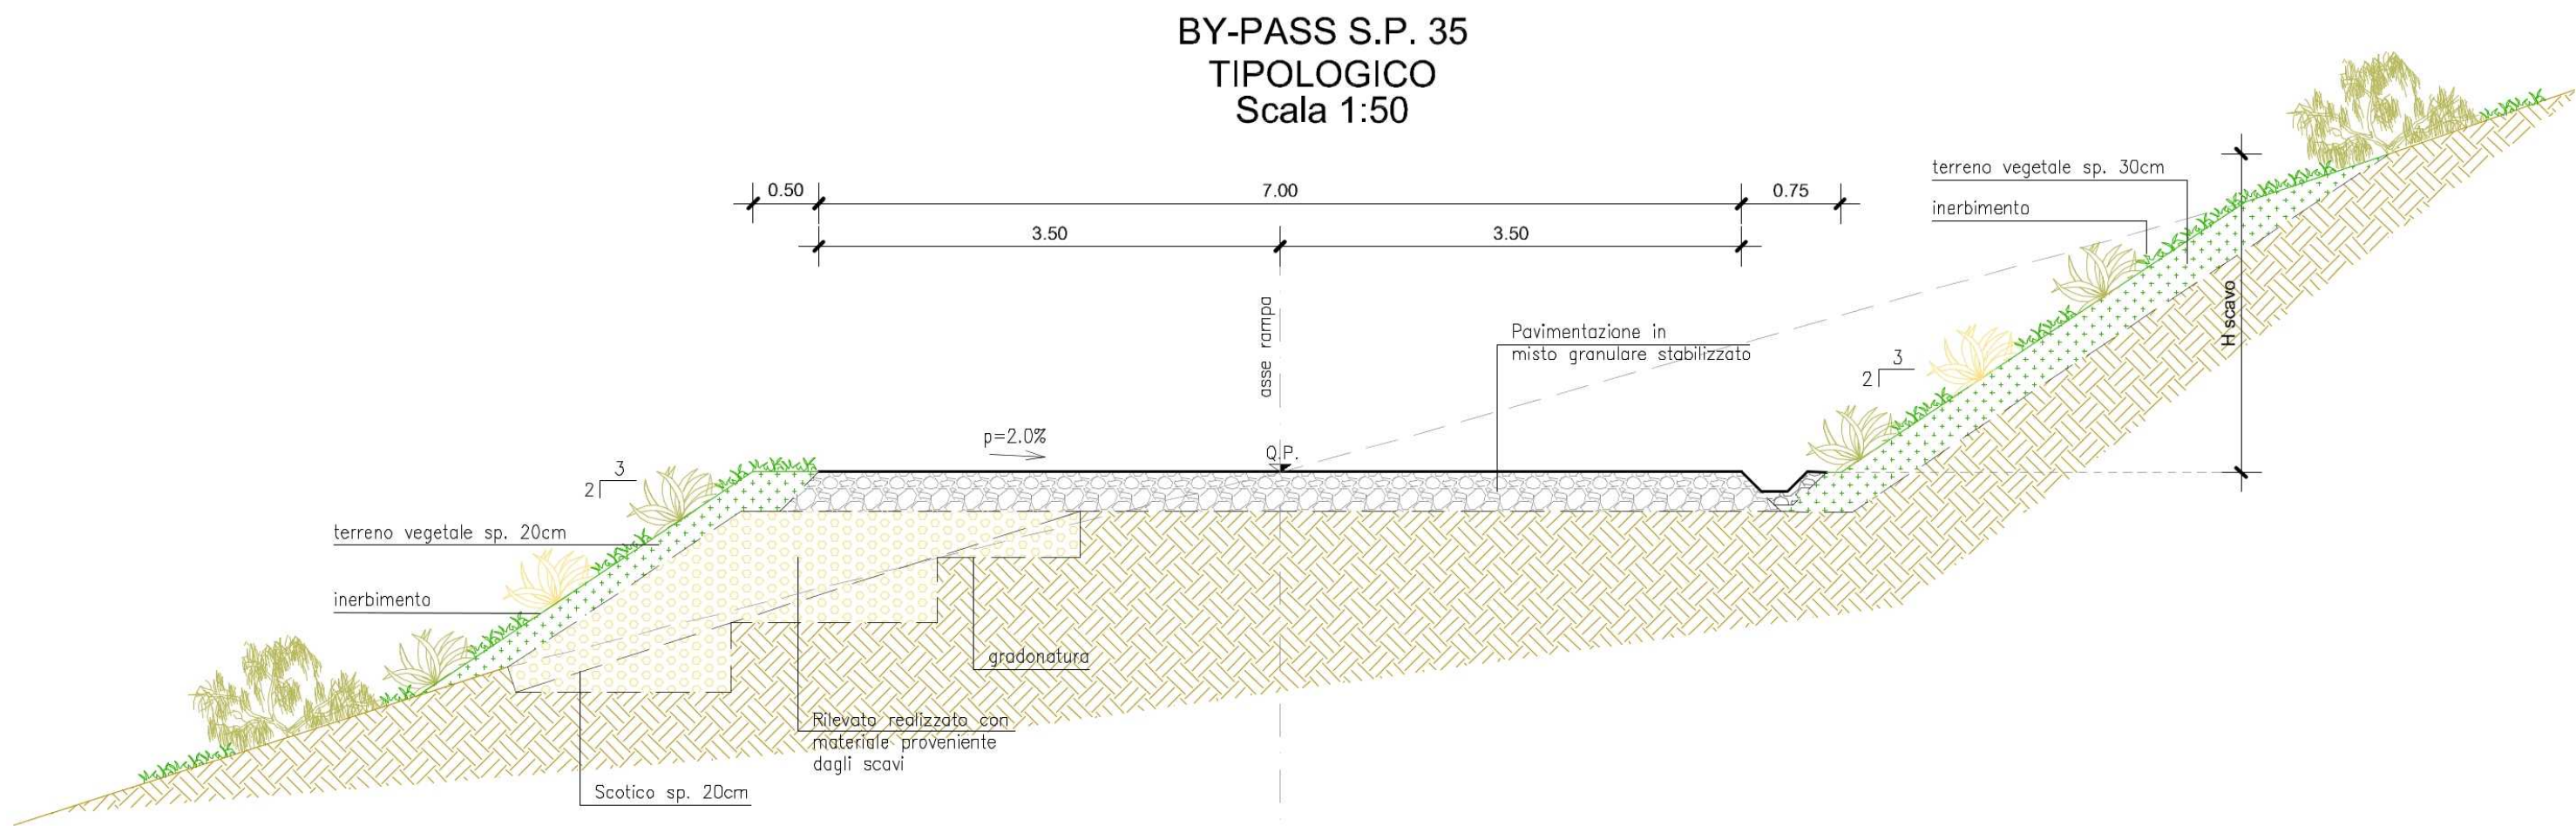 BY-PASS S.P. 35
TIPOLOGICO
Scala 1:50
0.50
7.00
0.75
3.50
3.50
terreno vegetale sp. 30cm
inerbimento
H scavo
asse rampa
Pavimentazione in
misto granulare stabilizzato
3
2
p=2.0%
Q.P.
3
2
terreno vegetale sp. 20cm
inerbimento
gradonatura
Rilevato realizzato con
materiale proveniente
dagli scavi
Scotico sp. 20cm